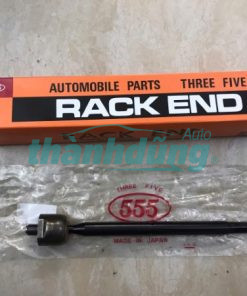 AUTOMOBILE PARTS THREE FIVE
RACK END
Auto
thànhdũng
THREE FIVE
555
MADE IN JAPAN